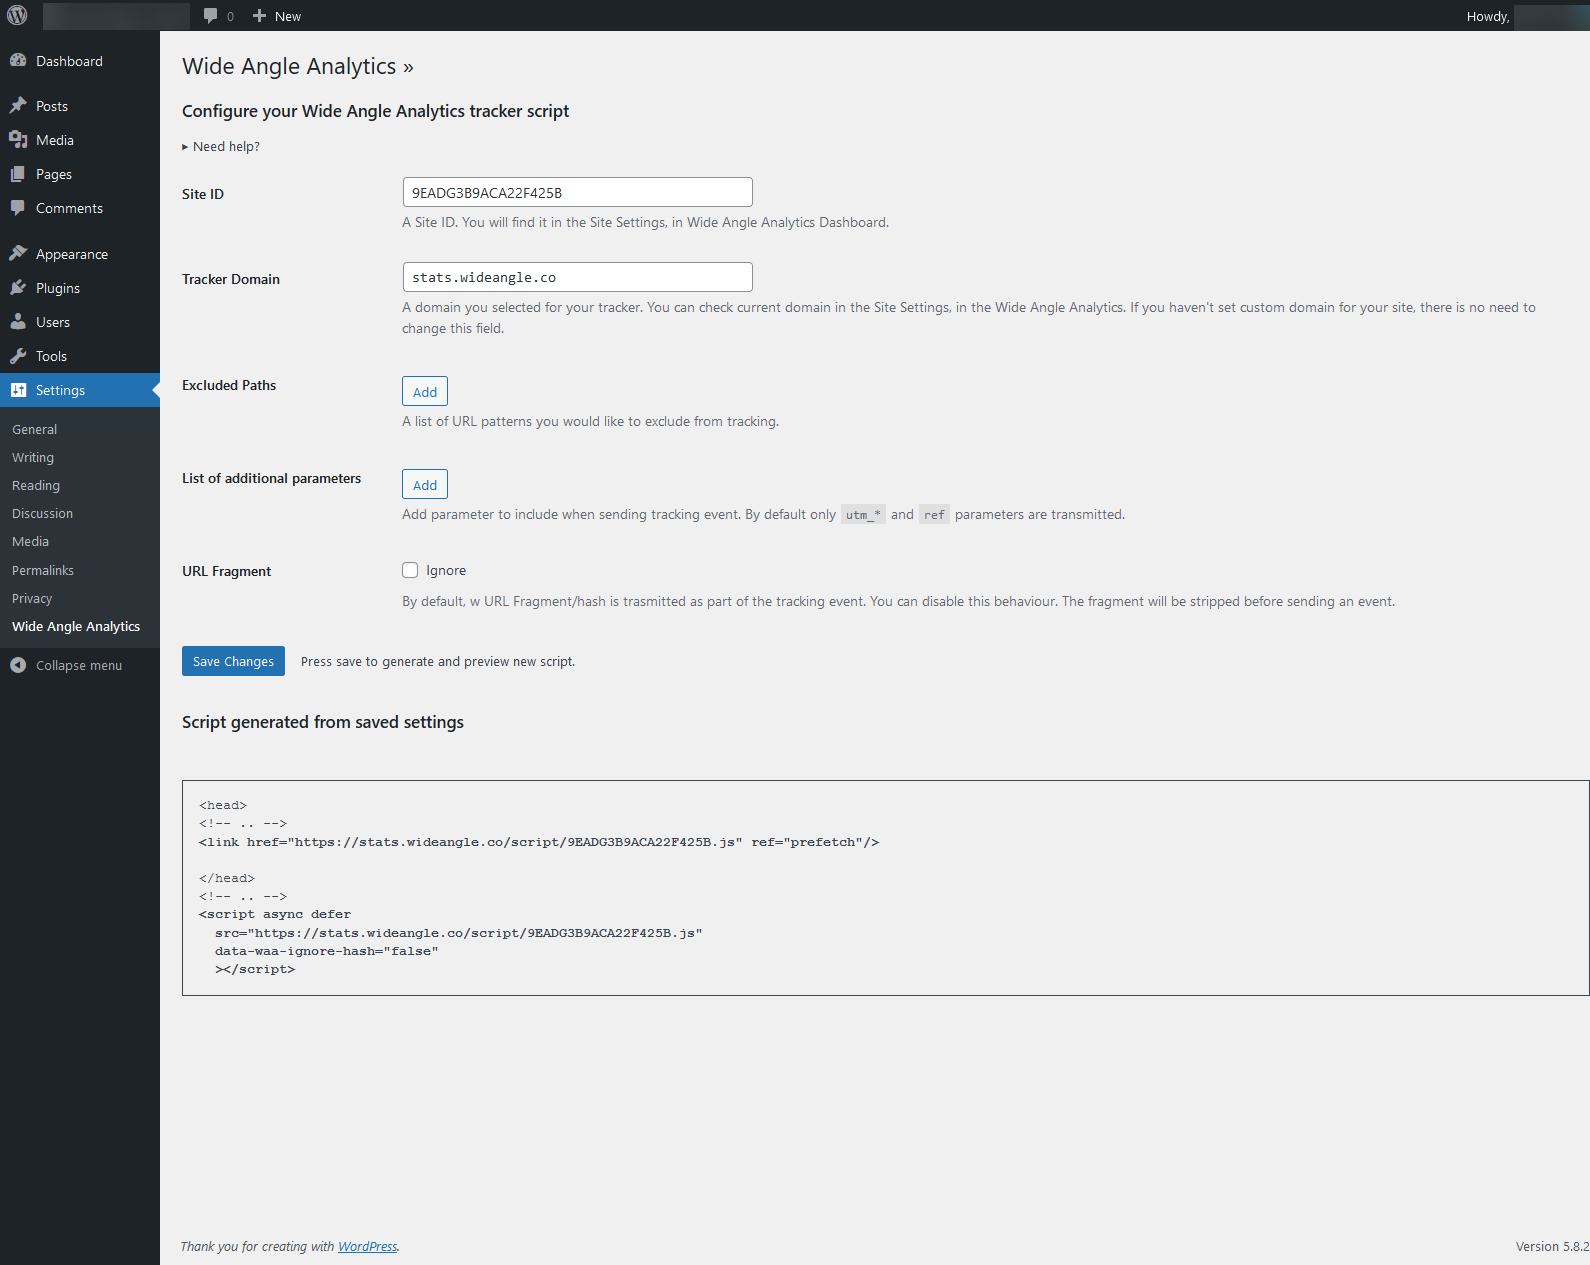 0 New Howdy,
Dashboard
Posts
Media
Pages
Comments
Appearance
Plugins
Users
Tools
Settings
General
Writing
Reading
Discussion
Media
Permalinks
Privacy
Wide Angle Analytics
Collapse menu
Wide Angle Analytics »
Configure your Wide Angle Analytics tracker script
▸ Need help?
Site ID
9EADG3B9ACA22F425B
A Site ID. You will find it in the Site Settings, in Wide Angle Analytics Dashboard.
Tracker Domain
stats.wideangle.co
A domain you selected for your tracker. You can check current domain in the Site Settings, in the Wide Angle Analytics. If you haven't set custom domain for your site, there is no need to
change this field.
Excluded Paths
Add
A list of URL patterns you would like to exclude from tracking.
List of additional parameters
Add
Add parameter to include when sending tracking event. By default only utm_* and ref parameters are transmitted.
URL Fragment
Ignore
By default, w URL Fragment/hash is trasmitted as part of the tracking event. You can disable this behaviour. The fragment will be stripped before sending an event.
Save Changes Press save to generate and preview new script.
Script generated from saved settings
<head>
<!-- .. -->
<link href="https://stats.wideangle.co/script/9EADG3B9ACA22F425B.js" ref="prefetch"/>
</head>
<!-- .. -->
<script async defer
src="https://stats.wideangle.co/script/9EADG3B9ACA22F425B.js"
data-waa-ignore-hash="false"
></script>
Thank you for creating with WordPress.
Version 5.8.2